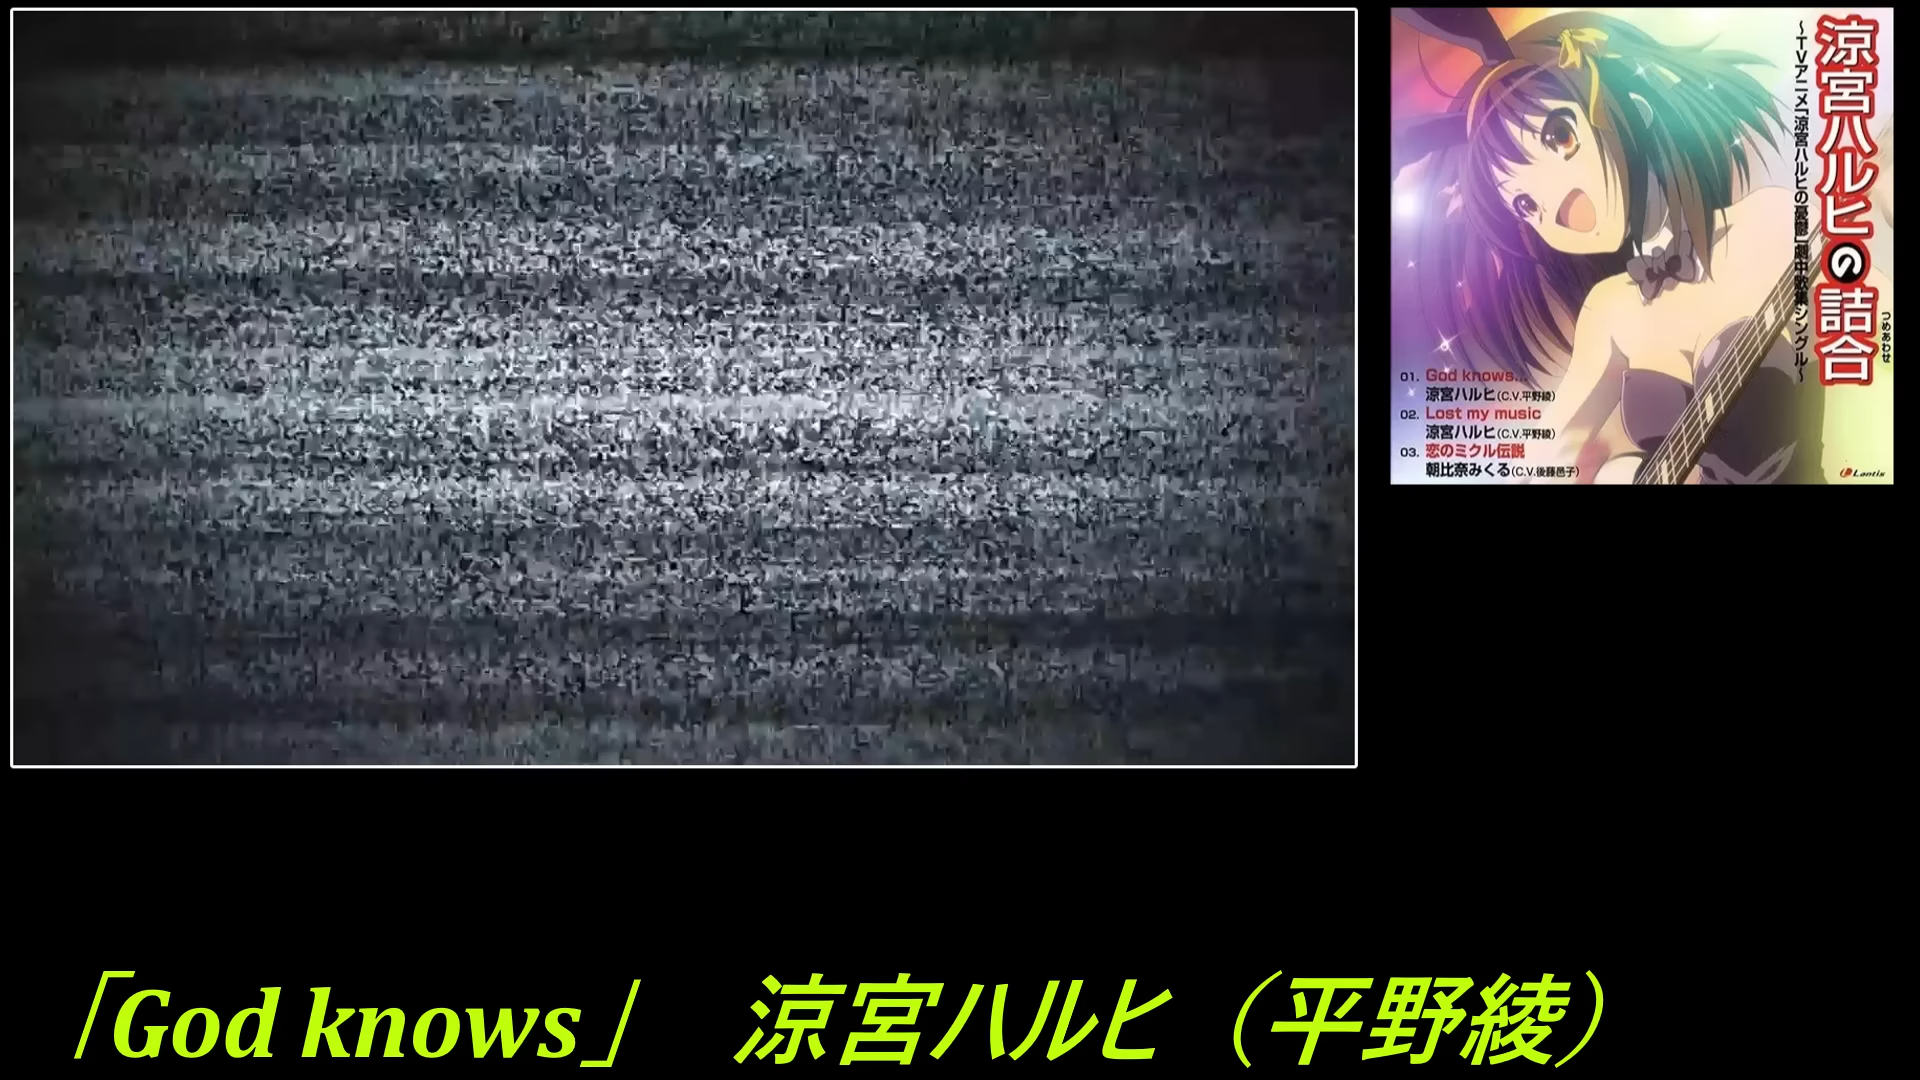 涼宮ハルヒの詰合
つめあわせ
～TVアニメ「涼宮ハルヒの憂鬱」劇中歌集シングル～
01. God knows...
涼宮ハルヒ(C.V.平野綾)
02. Lost my music
涼宮ハルヒ(C.V.平野綾)
03. 恋のミクル伝説
朝比奈みくる(C.V.後藤邑子)
Lantis
「God knows」 涼宮ハルヒ（平野綾）